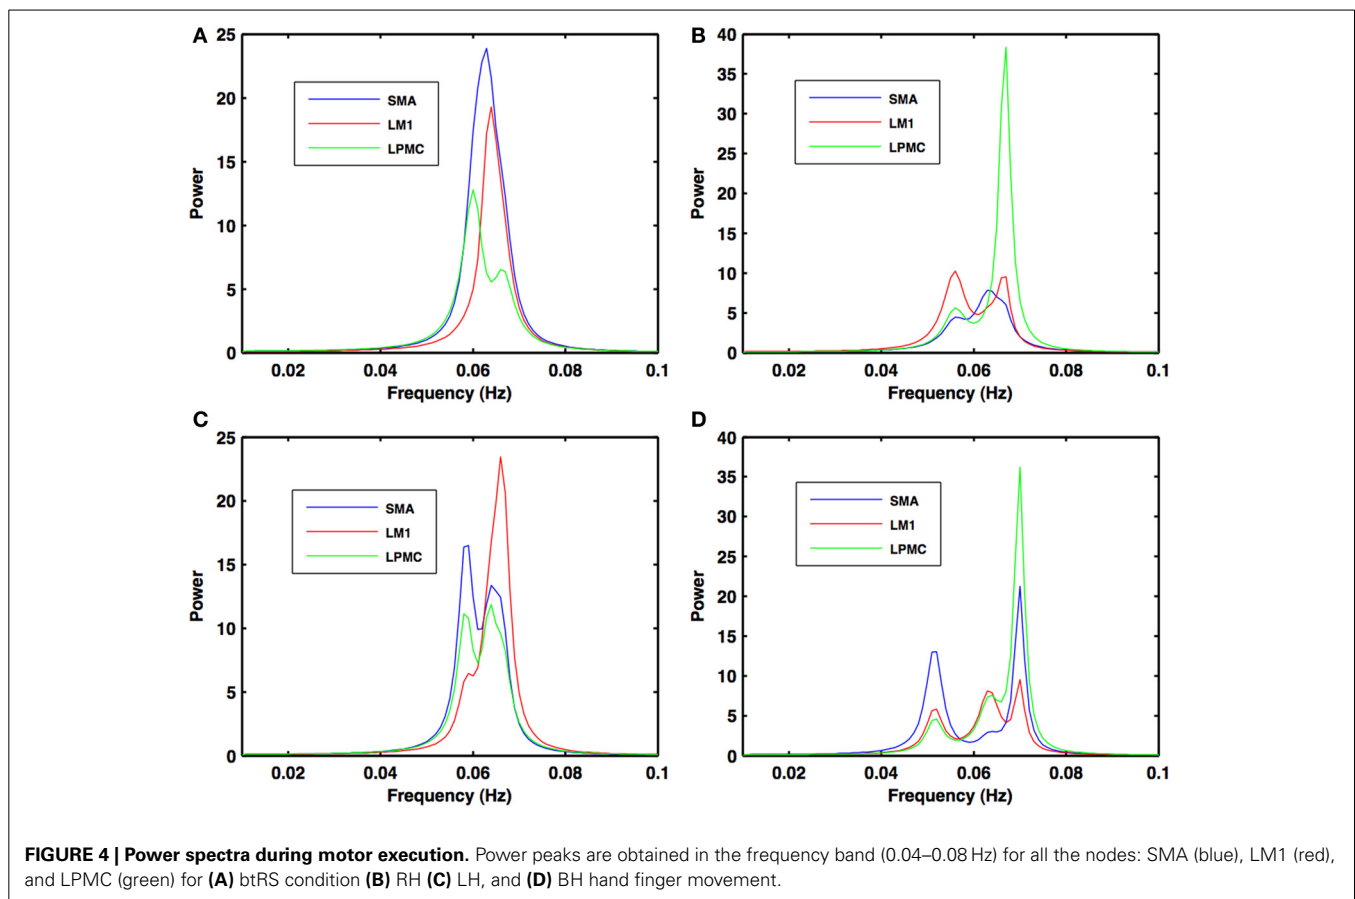 A
25
20
15
10
5
0
Power
SMA
LM1
LPMC
0.02
0.04
0.06
0.08
0.1
Frequency (Hz)
B
40
35
30
25
20
15
10
5
0
Power
SMA
LM1
LPMC
0.02
0.04
0.06
0.08
0.1
Frequency (Hz)
C
25
20
15
10
5
0
Power
SMA
LM1
LPMC
0.02
0.04
0.06
0.08
0.1
Frequency (Hz)
D
40
35
30
25
20
15
10
5
0
Power
SMA
LM1
LPMC
0.02
0.04
0.06
0.08
0.1
Frequency (Hz)
FIGURE 4 | Power spectra during motor execution. Power peaks are obtained in the frequency band (0.04–0.08 Hz) for all the nodes: SMA (blue), LM1 (red),
and LPMC (green) for (A) btRS condition (B) RH (C) LH, and (D) BH hand finger movement.